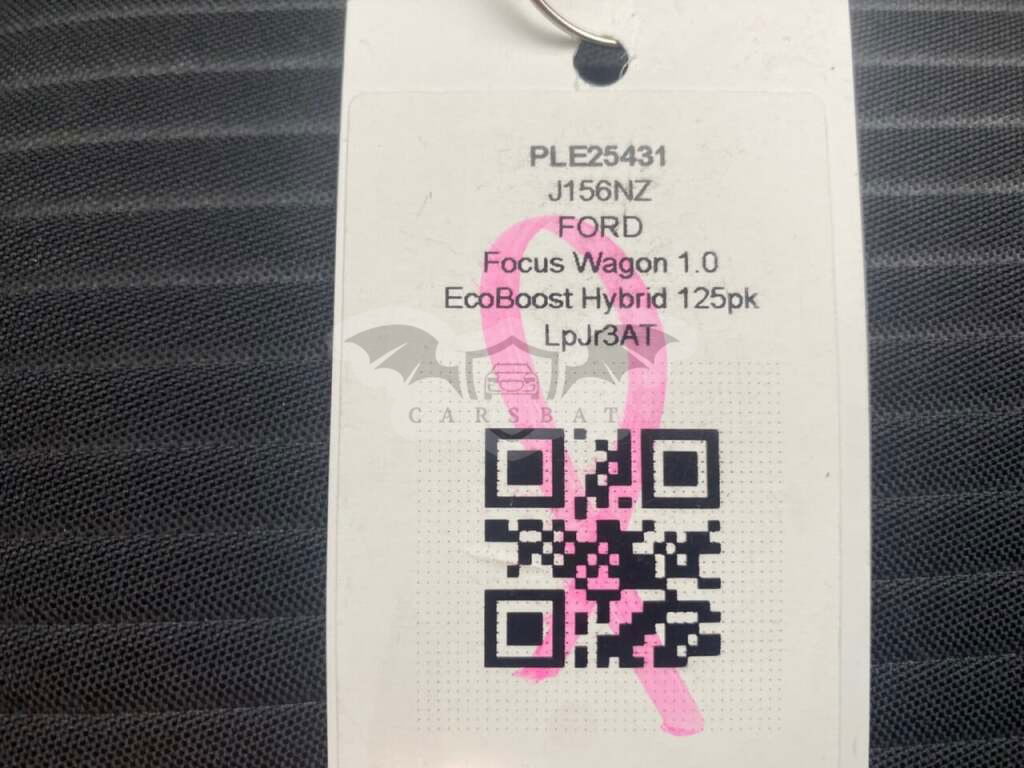 PLE25431
J156NZ
FORD
Focus Wagon 1.0
EcoBoost Hybrid 125pk
LpJr3AT
CARSBAT